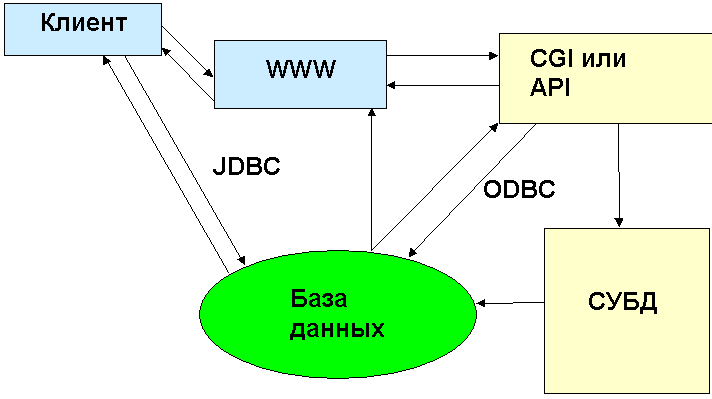 Клиент
WWW
CGI или
API
JDBC
ODBC
База
данных
СУБД